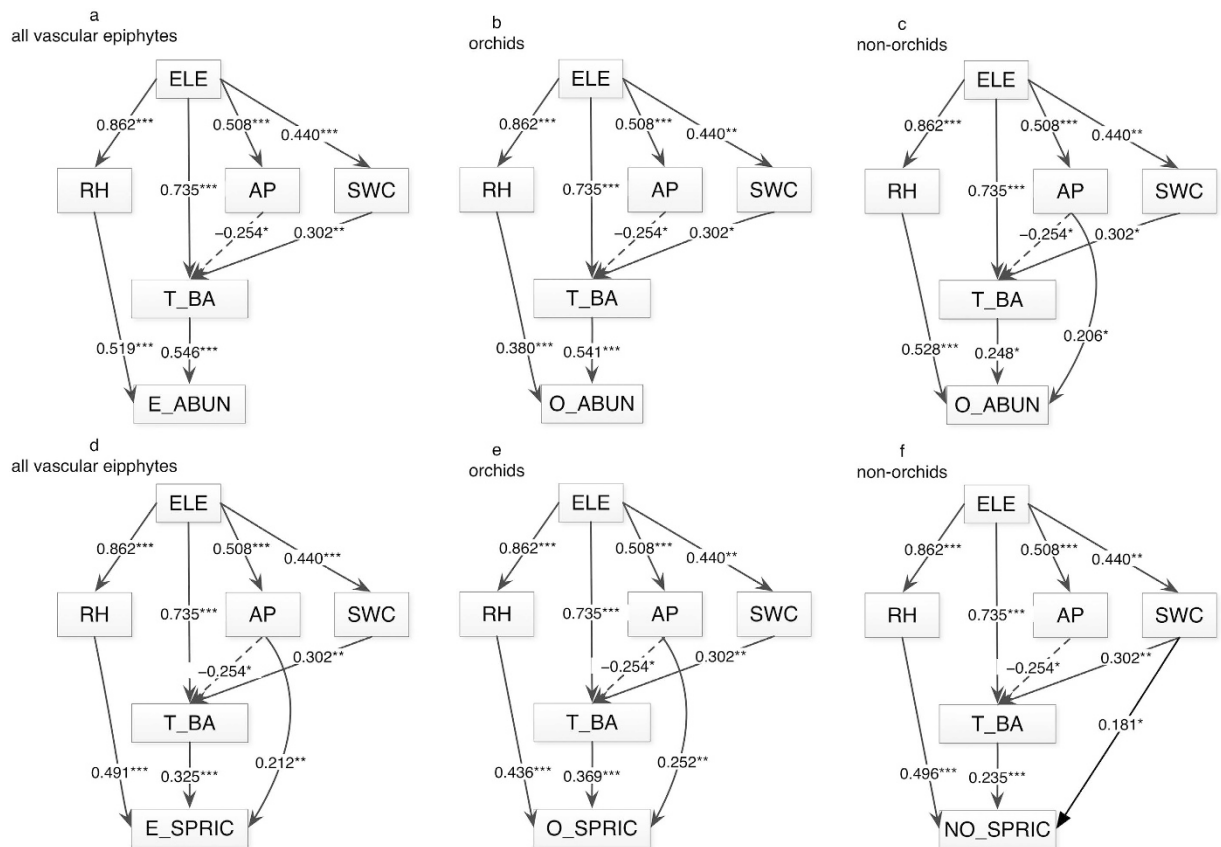 a
all vascular epiphytes
ELE
0.862***
0.508***
0.440***
RH
0.735***
AP
SWC
−0.254*
0.302**
T_BA
0.519***
0.546***
E_ABUN
b
orchids
ELE
0.862***
0.508***
0.440**
RH
0.735***
AP
SWC
−0.254*
0.302*
T_BA
0.380***
0.541***
O_ABUN
c
non-orchids
ELE
0.862***
0.508***
0.440**
RH
0.735***
AP
SWC
−0.254*
0.302*
T_BA
0.206*
0.528***
0.248*
O_ABUN
d
all vascular eipphytes
ELE
0.862***
0.508***
0.440**
RH
0.735***
AP
SWC
−0.254*
0.302**
T_BA
0.212**
0.491***
0.325***
E_SPRIC
e
orchids
ELE
0.862***
0.508***
0.440**
RH
0.735***
AP
SWC
−0.254*
0.302**
T_BA
0.252**
0.436***
0.369***
O_SPRIC
f
non-orchids
ELE
0.862***
0.508***
0.440**
RH
0.735***
AP
SWC
−0.254*
0.302**
T_BA
0.181*
0.496***
0.235***
NO_SPRIC